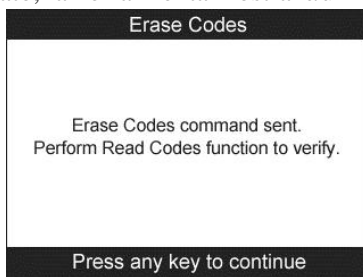 Erase Codes
Erase Codes command sent.
Perform Read Codes function to verify.
Press any key to continue